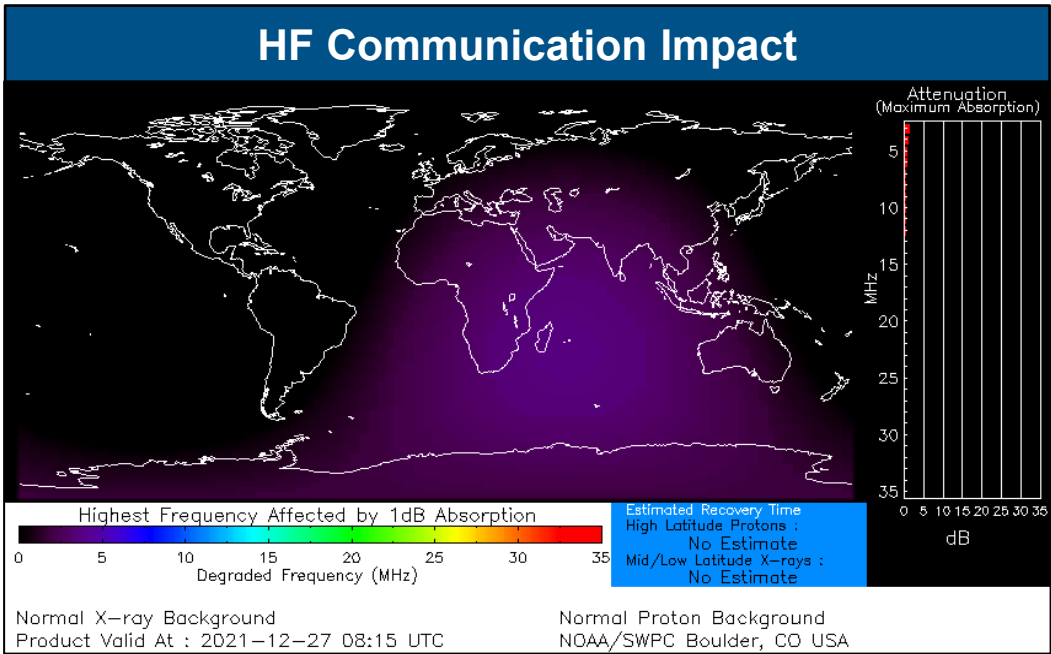 HF Communication Impact
Attenuation
(Maximum Absorption)
MHz
5
10
15
20
25
30
35
0 5 10 15 20 25 30 35
dB
Highest Frequency Affected by 1dB Absorption
0 5 10 15 20 25 30 35
Degraded Frequency (MHz)
Estimated Recovery Time
High Latitude Protons :
No Estimate
Mid/Low Latitude X-rays :
No Estimate
Normal X-ray Background
Normal Proton Background
Product Valid At : 2021-12-27 08:15 UTC
NOAA/SWPC Boulder, CO USA